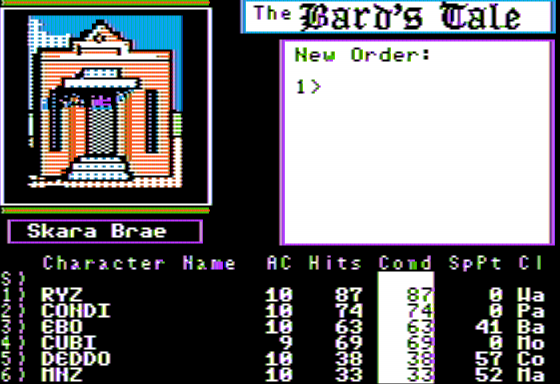 The Bard's Tale
New Order:
1>
Skara Brae
Character Name AC Hits Cond SpPt Cl
S)
1) RYZ 10 87 87 0 Wa
2) CONDI 10 74 74 0 Pa
3) EBO 10 63 63 41 Ba
4) CUBI 9 69 69 0 Mo
5) DEDDO 10 38 38 57 Co
6) MNZ 10 33 33 52 Ma